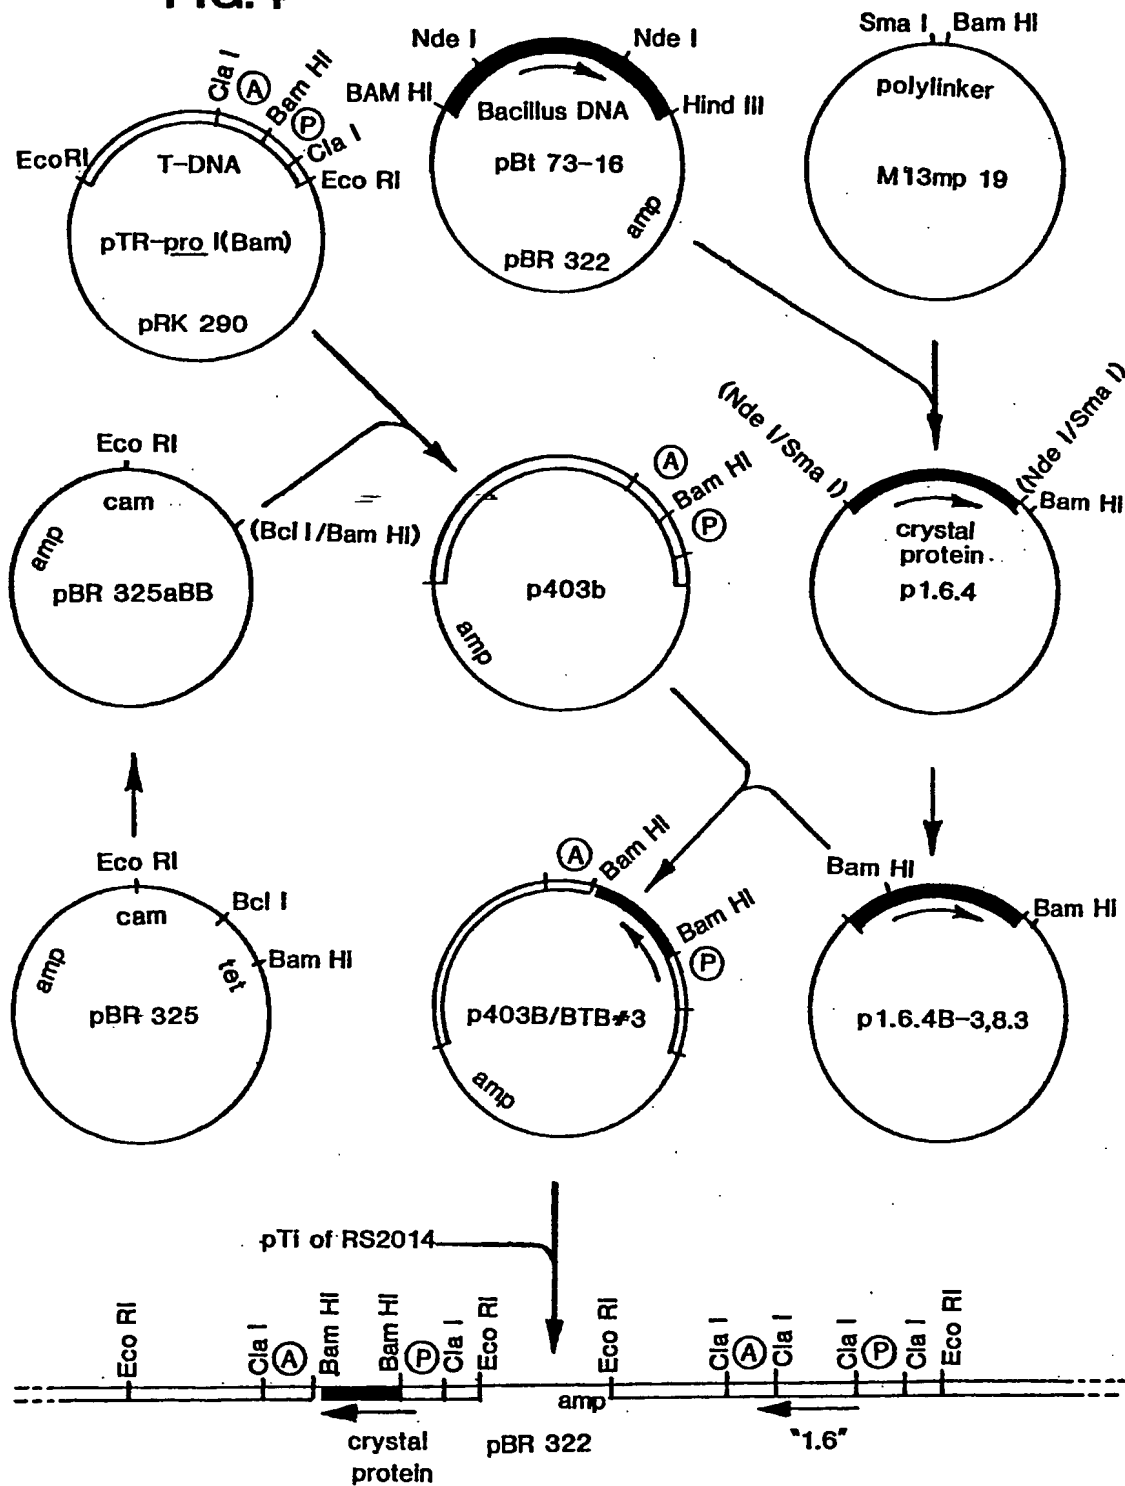 FIG. 1
Cla I
A
Bam HI
P
Cla I
Eco RI
EcoRI
T-DNA
pTR-pro I(Bam)
pRK 290
Nde I
Nde I
BAM HI
Hind III
Bacillus DNA
pBt 73-16
amp
pBR 322
Sma I
Bam HI
polylinker
M13mp 19
Eco RI
cam
amp
(Bcl I/Bam HI)
pBR 325aBB
A
Bam HI
P
p403b
amp
(Nde I/Sma I)
(Nde I/Sma I)
Bam HI
crystal
protein
p1.6.4
Eco RI
cam
Bcl I
Bam HI
amp
tet
pBR 325
A
Bam HI
Bam HI
P
p403B/BTB#3
amp
Bam HI
Bam HI
p1.6.4B-3,8.3
pTi of RS2014
Eco RI
Cla I
A
Bam HI
Bam HI
P
Cla I
Eco RI
Eco RI
Cla I
A
Cla I
Cla I
P
Cla I
Eco RI
amp
crystal
protein
pBR 322
"1.6"